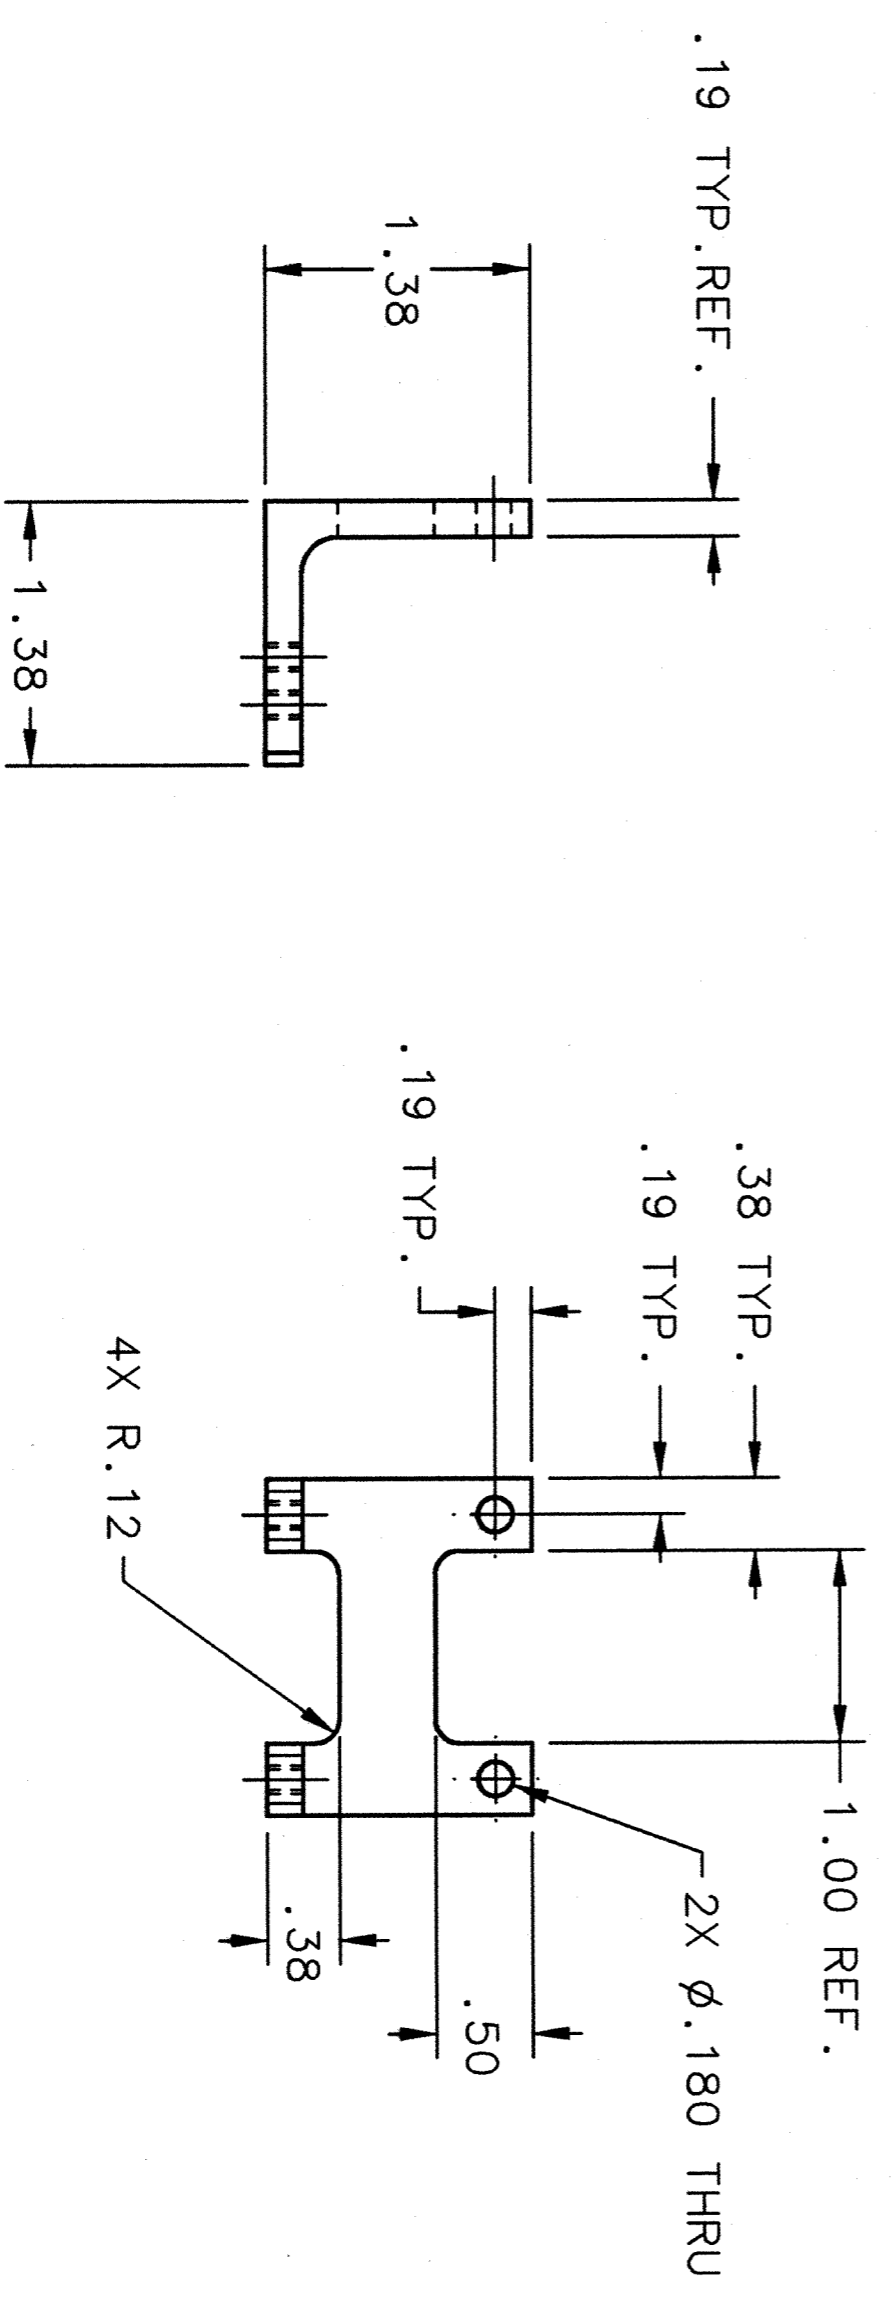 .19 TYP.REF.
1.38
1.38
1.00 REF.
.38 TYP.
.19 TYP.
2X Ø.180 THRU
.19 TYP.
.50
.38
4X R.12